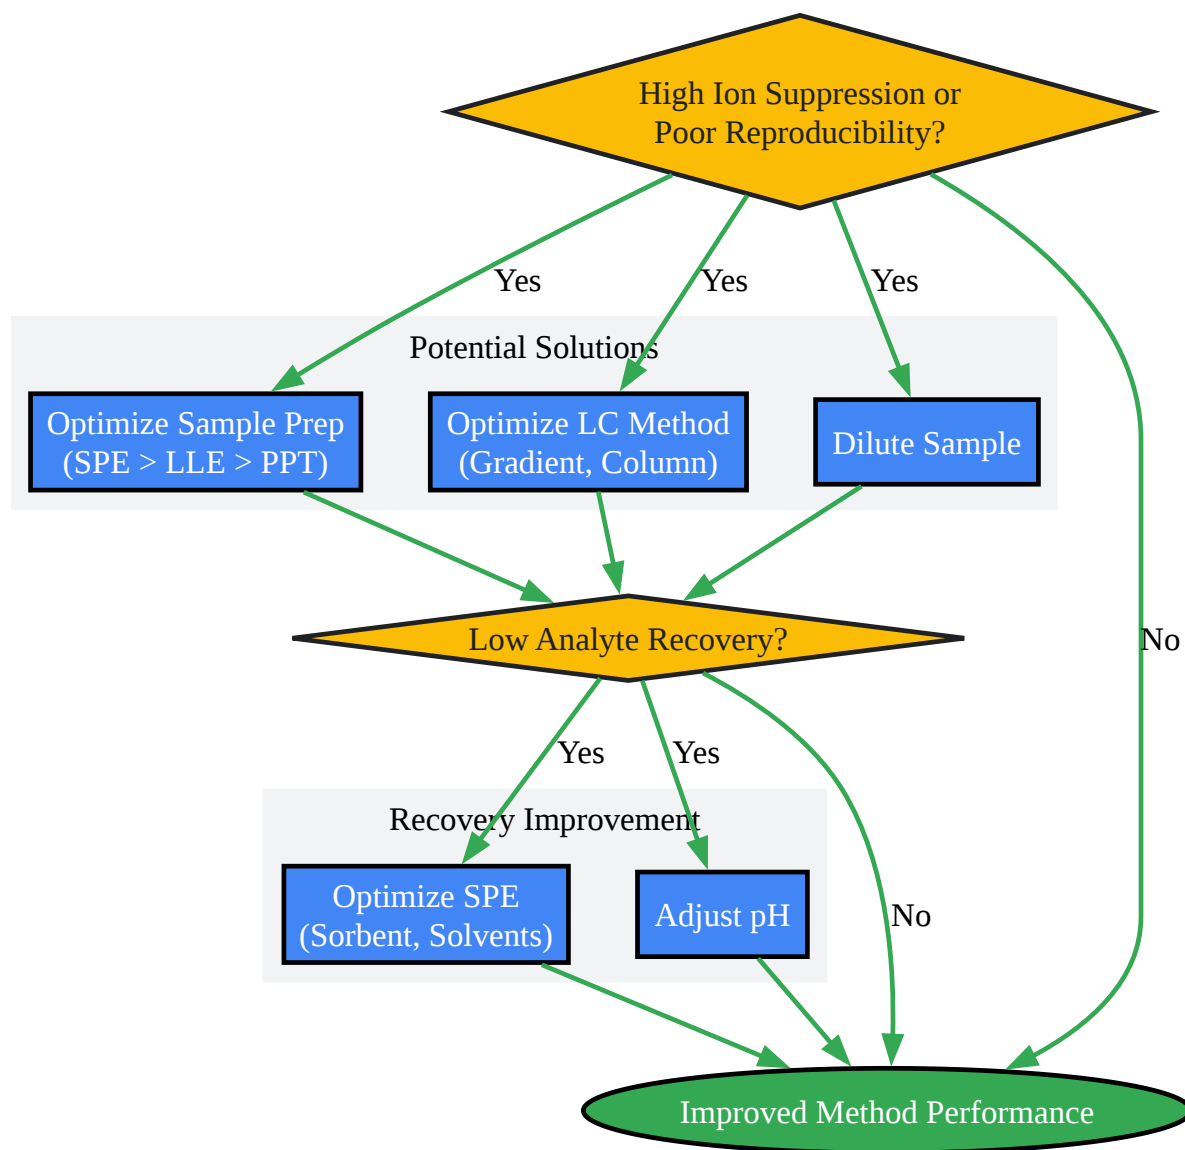 High Ion Suppression or
Poor Reproducibility?
Yes
Yes
Yes
Potential Solutions
Optimize Sample Prep
(SPE > LLE > PPT)
Optimize LC Method
(Gradient, Column)
Dilute Sample
Low Analyte Recovery?
No
Yes
Yes
Recovery Improvement
Optimize SPE
(Sorbent, Solvents)
Adjust pH
No
Improved Method Performance